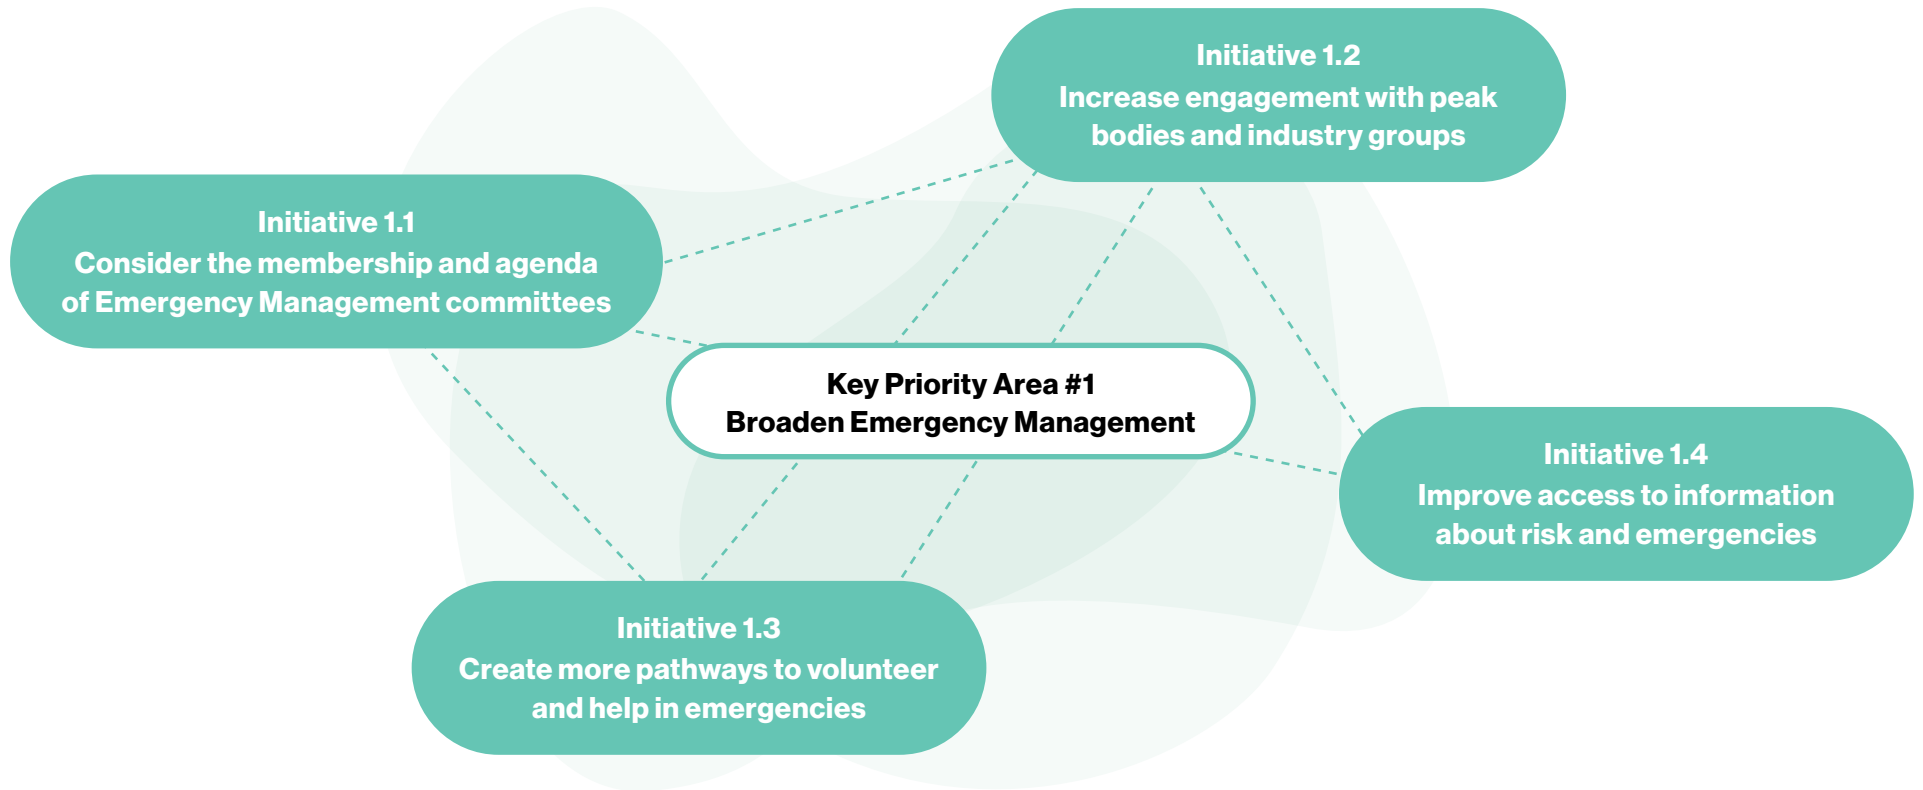 Initiative 1.2
Increase engagement with peak
bodies and industry groups
Initiative 1.1
Consider the membership and agenda
of Emergency Management committees
Key Priority Area #1
Broaden Emergency Management
Initiative 1.4
Improve access to information
about risk and emergencies
Initiative 1.3
Create more pathways to volunteer
and help in emergencies